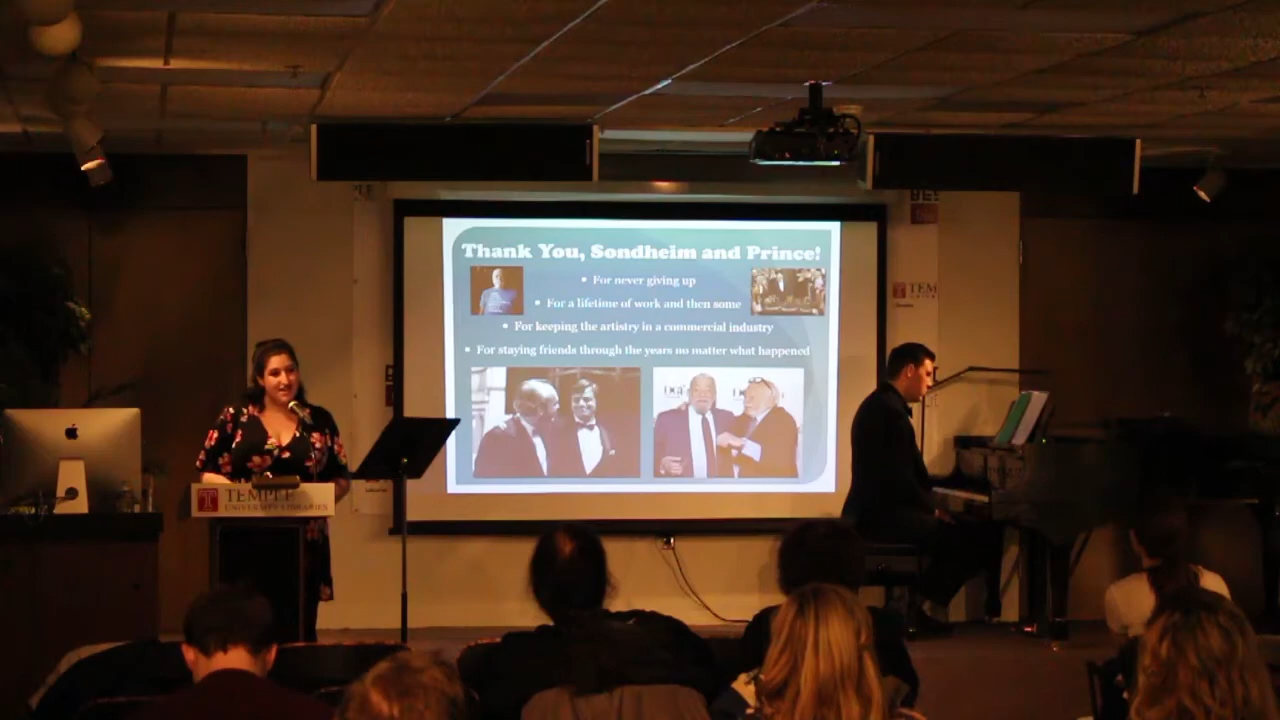 Thank You, Sondheim and Prince!
▪ For never giving up
▪ For a lifetime of work and then some
▪ For keeping the artistry in a commercial industry
▪ For staying friends through the years no matter what happened
TEMPLE
UNIVERSITY LIBRARIES
TEM